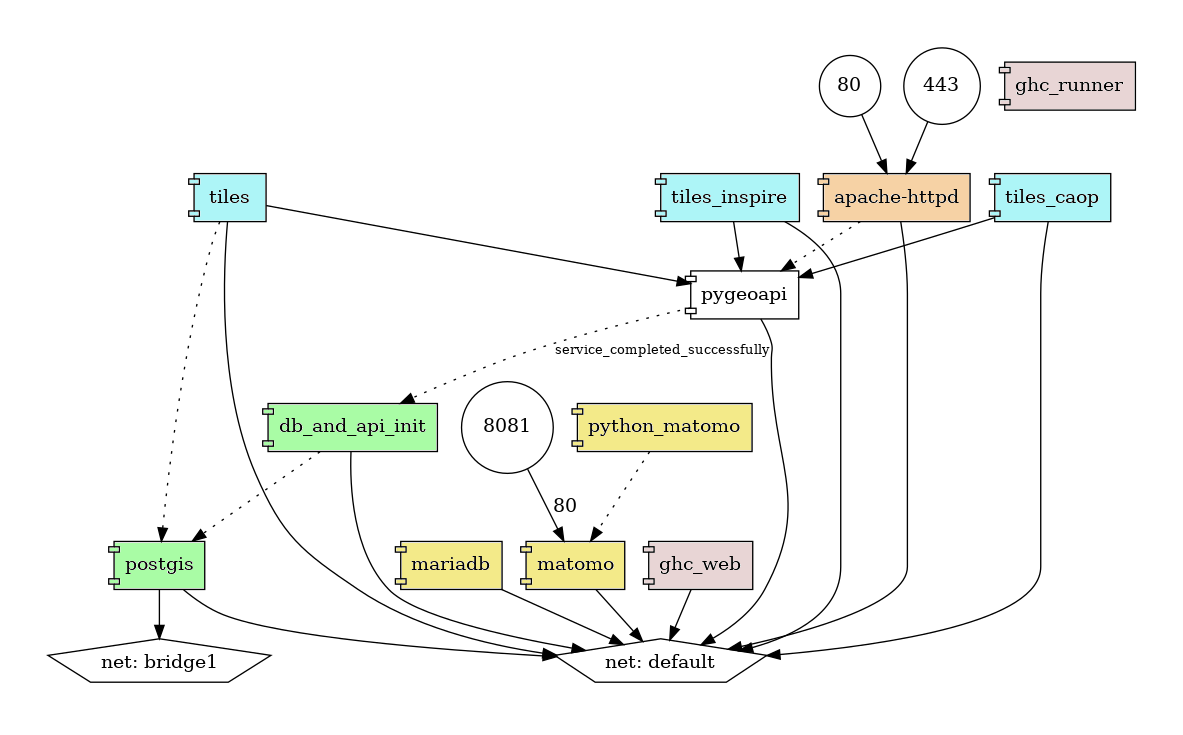 80
443
ghc_runner
tiles
tiles_inspire
apache-httpd
tiles_caop
pygeoapi
service_completed_successfully
db_and_api_init
8081
python_matomo
80
postgis
mariadb
matomo
ghc_web
net: bridge1
net: default